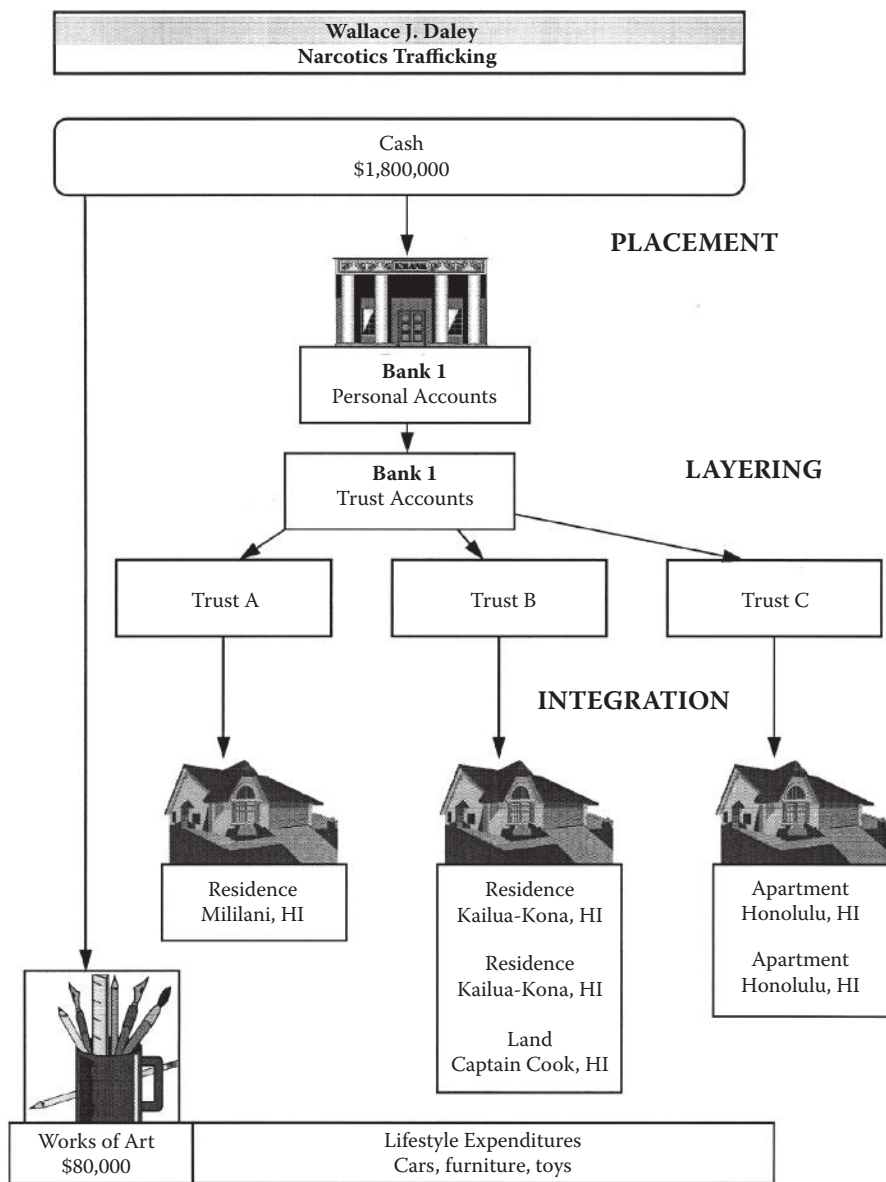 Wallace J. Daley
Narcotics Trafficking
Cash
$1,800,000
PLACEMENT
BANK
Bank 1
Personal Accounts
Bank 1
Trust Accounts
LAYERING
Trust A
Trust B
Trust C
INTEGRATION
Residence
Mililani, HI
Residence
Kailua-Kona, HI
Residence
Kailua-Kona, HI
Land
Captain Cook, HI
Apartment
Honolulu, HI
Apartment
Honolulu, HI
Works of Art
$80,000
Lifestyle Expenditures
Cars, furniture, toys